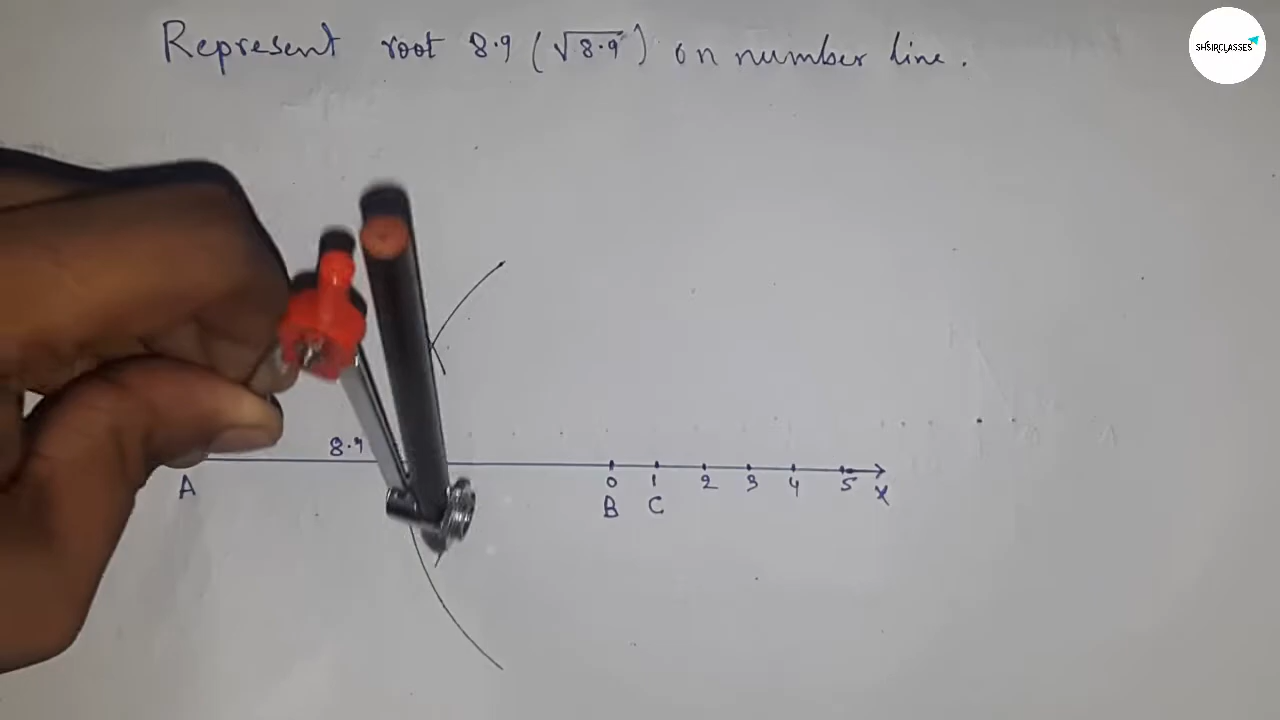 Represent root 8.9 (√8.9) on number line.
SHSIRCLASSES
8.9
A
0 1 2 3 4 5 X
B C